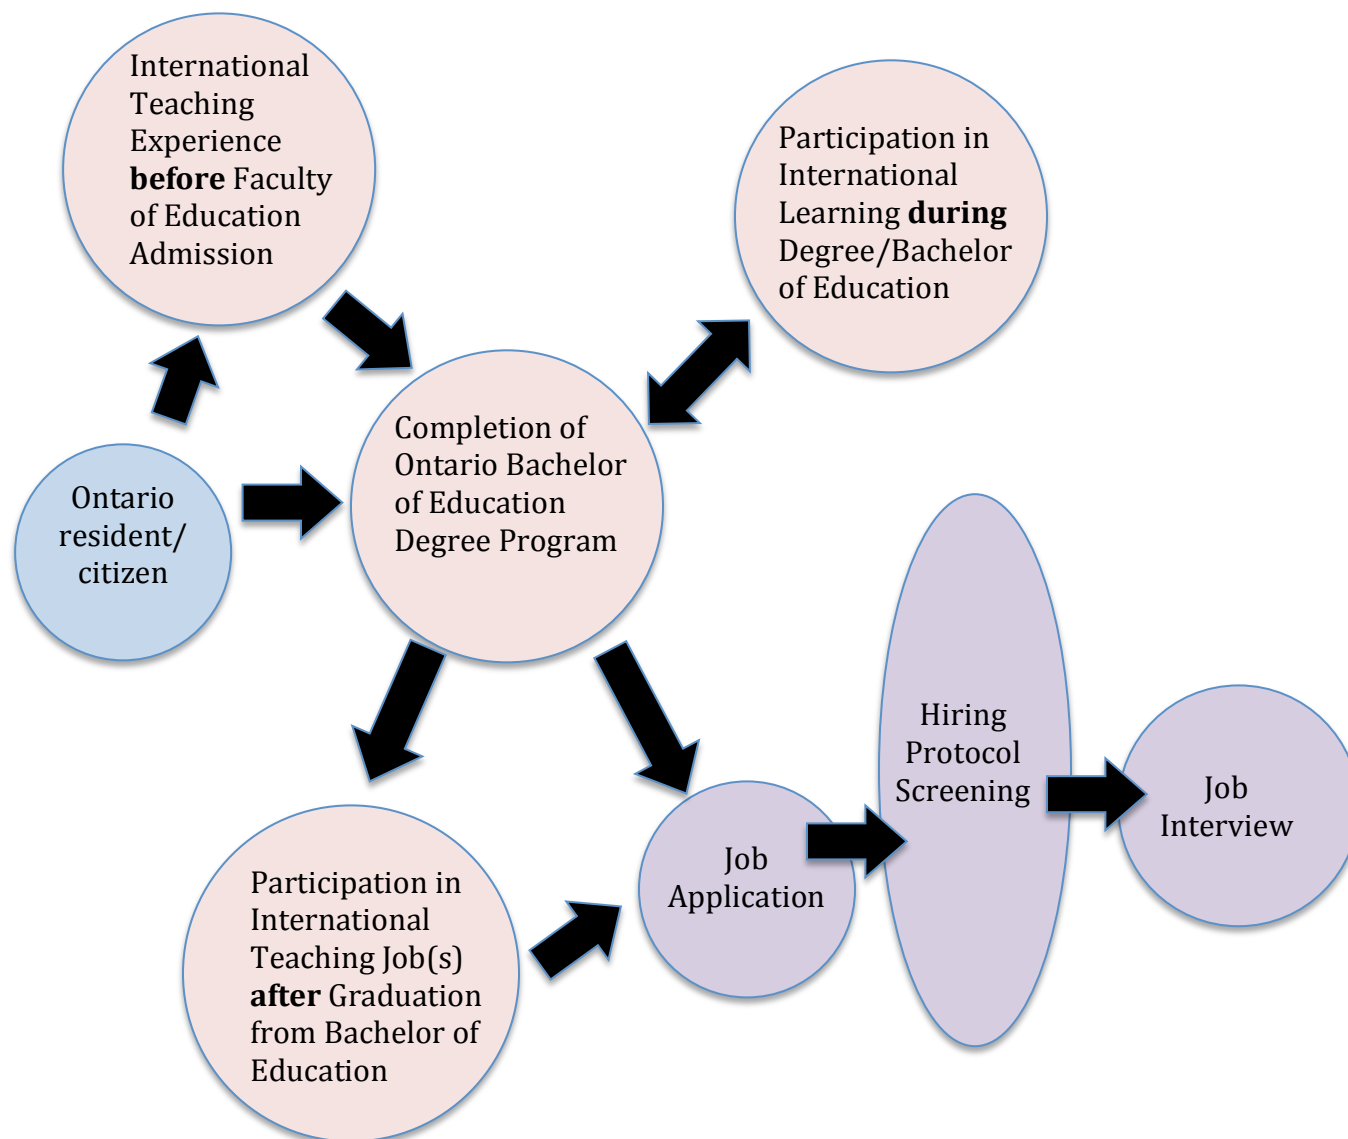 International
Teaching
Experience
before Faculty
of Education
Admission
Participation in
International
Learning during
Degree/Bachelor
of Education
Ontario
resident/
citizen
Completion of
Ontario Bachelor
of Education
Degree Program
Participation in
International
Teaching Job(s)
after Graduation
from Bachelor of
Education
Job
Application
Hiring
Protocol
Screening
Job
Interview